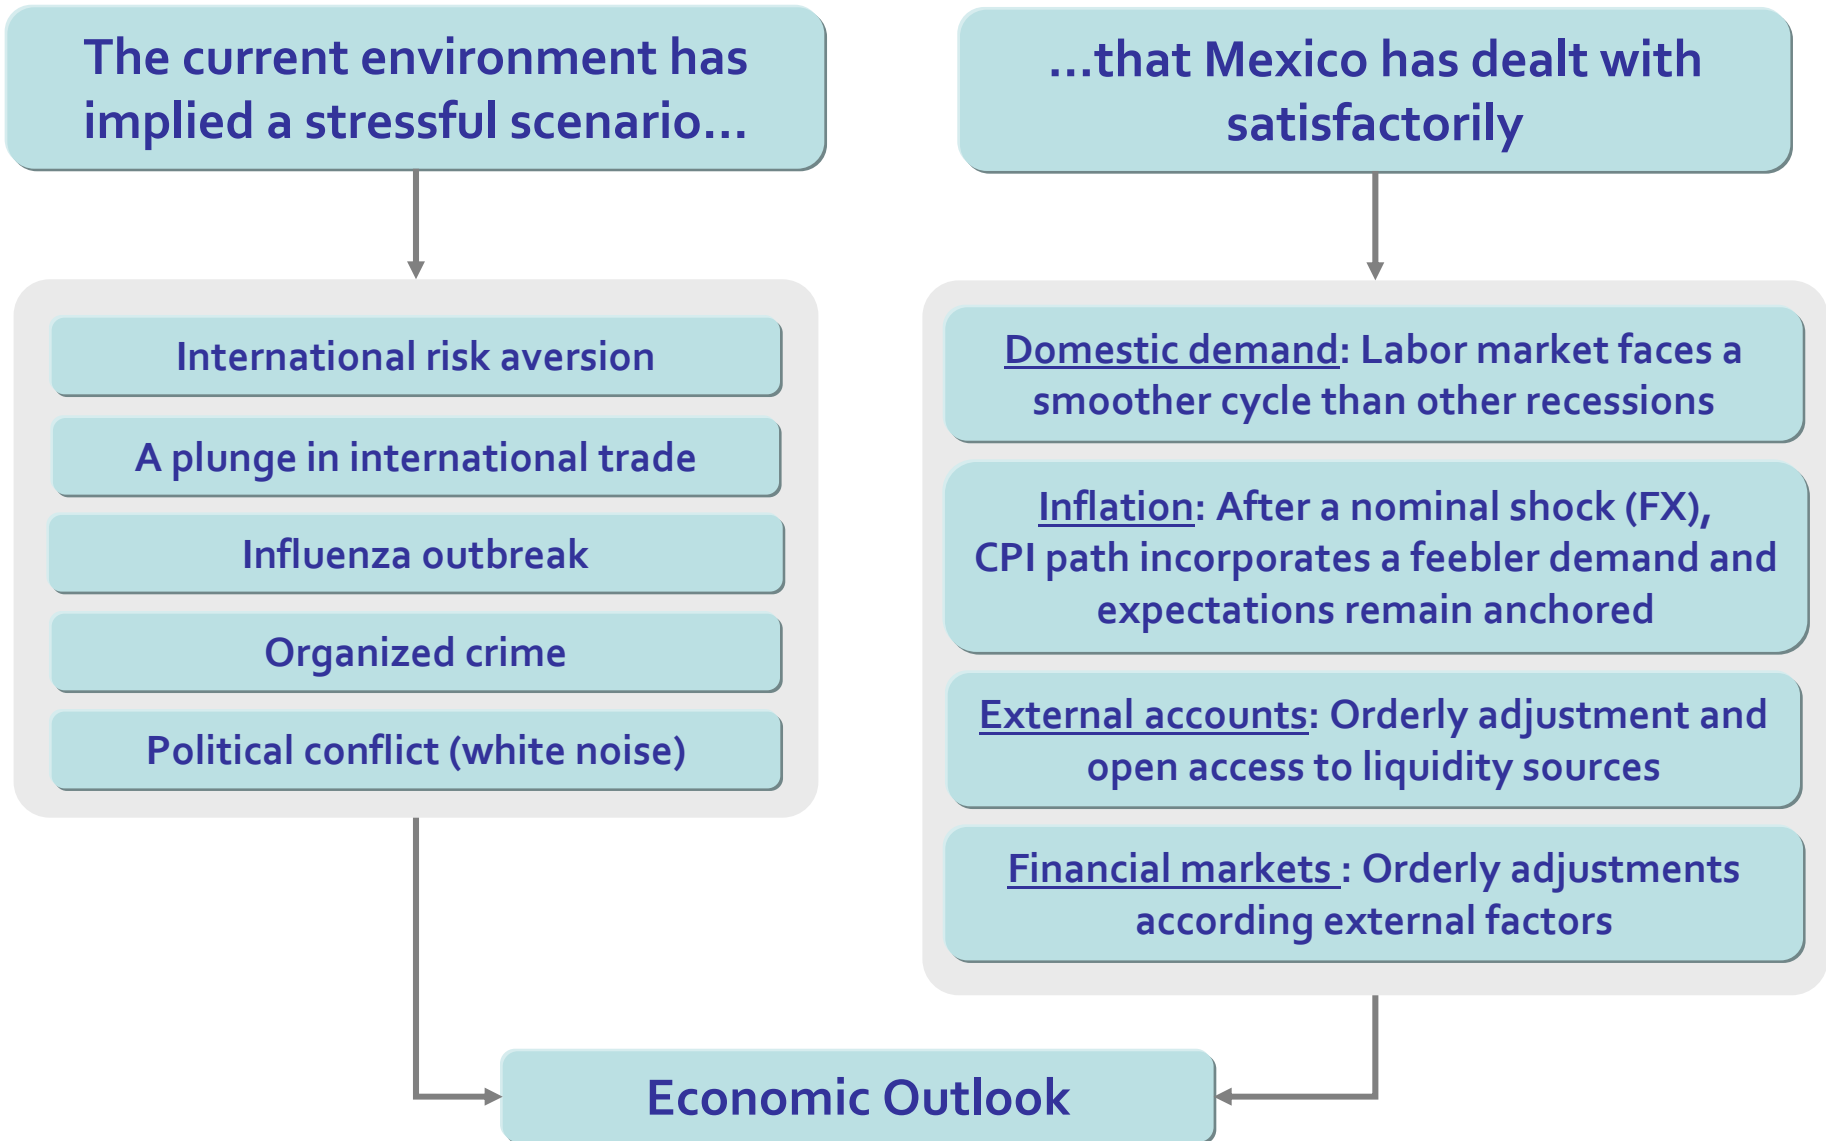 The current environment has
implied a stressful scenario...
International risk aversion
A plunge in international trade
Influenza outbreak
Organized crime
Political conflict (white noise)
...that Mexico has dealt with
satisfactorily
Domestic demand: Labor market faces a
smoother cycle than other recessions
Inflation: After a nominal shock (FX),
CPI path incorporates a feebler demand and
expectations remain anchored
External accounts: Orderly adjustment and
open access to liquidity sources
Financial markets : Orderly adjustments
according external factors
Economic Outlook